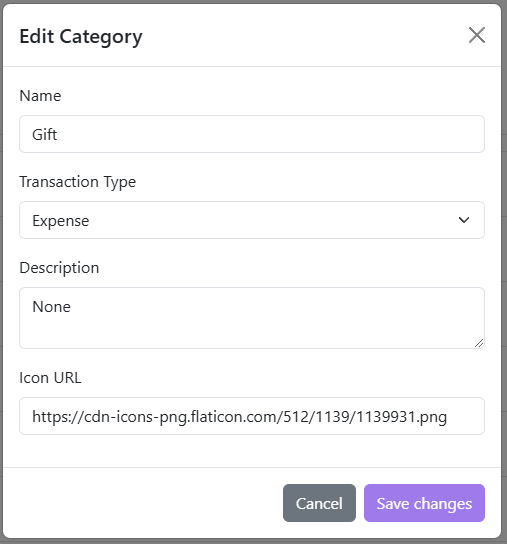 Edit Category
Name
Gift
Transaction Type
Expense
Description
None
Icon URL
https://cdn-icons-png.flaticon.com/512/1139/1139931.png
Cancel
Save changes